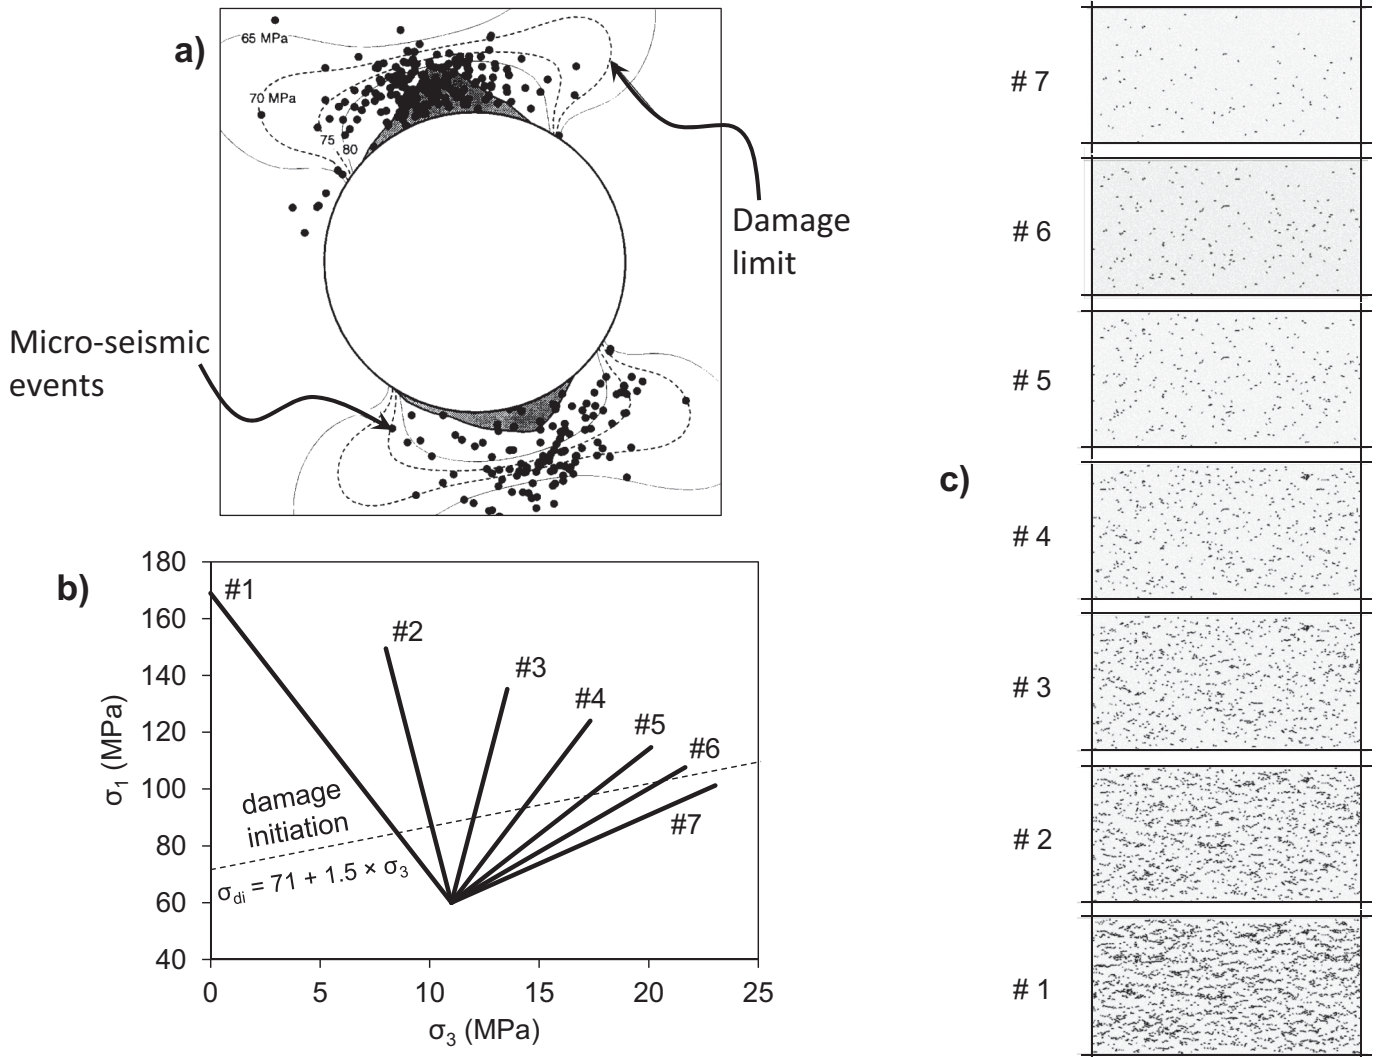 a)
65 MPa
70 MPa
75
80
Damage
limit
Micro-seismic
events
b)
180
160
140
120
100
80
60
40
0
5
10
15
20
25
σ₁ (MPa)
σ₃ (MPa)
#1
#2
#3
#4
#5
#6
#7
damage
initiation
σdi = 71 + 1.5 × σ₃
c)
# 7
# 6
# 5
# 4
# 3
# 2
# 1